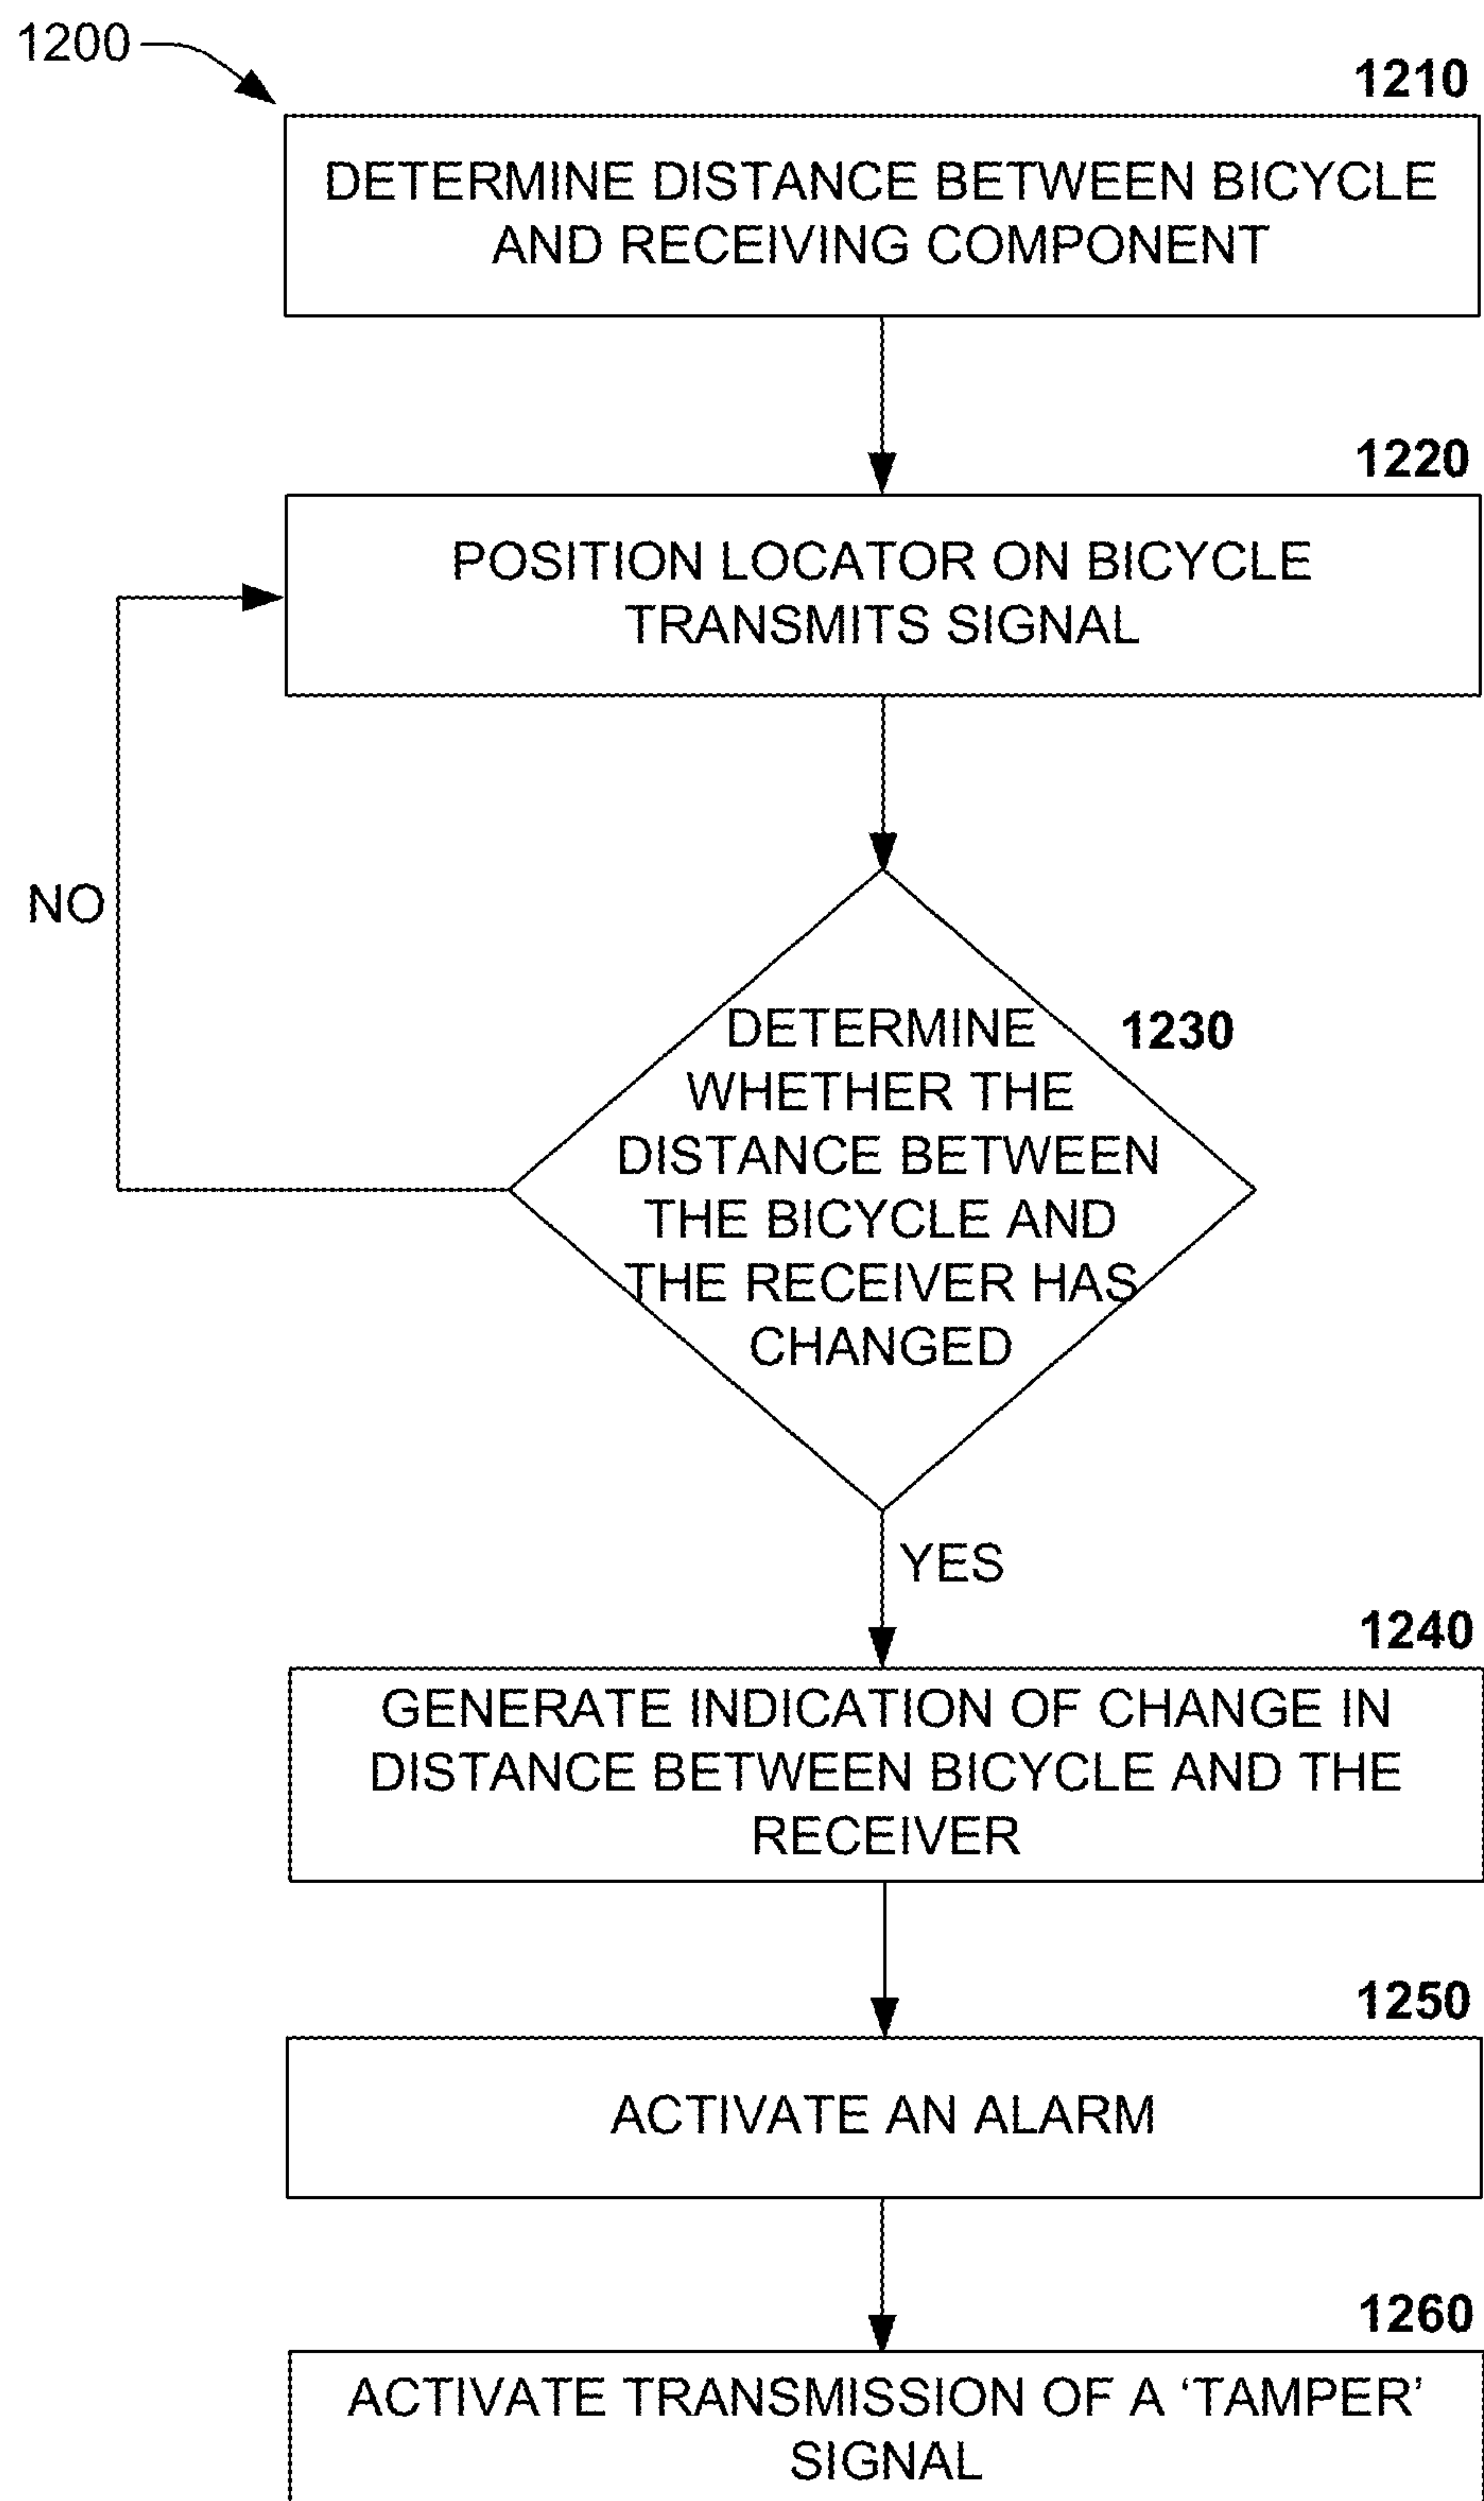 1200
1210
DETERMINE DISTANCE BETWEEN BICYCLE
AND RECEIVING COMPONENT
1220
POSITION LOCATOR ON BICYCLE
TRANSMITS SIGNAL
NO
1230
DETERMINE
WHETHER THE
DISTANCE BETWEEN
THE BICYCLE AND
THE RECEIVER HAS
CHANGED
YES
1240
GENERATE INDICATION OF CHANGE IN
DISTANCE BETWEEN BICYCLE AND THE
RECEIVER
1250
ACTIVATE AN ALARM
1260
ACTIVATE TRANSMISSION OF A ‘TAMPER’
SIGNAL